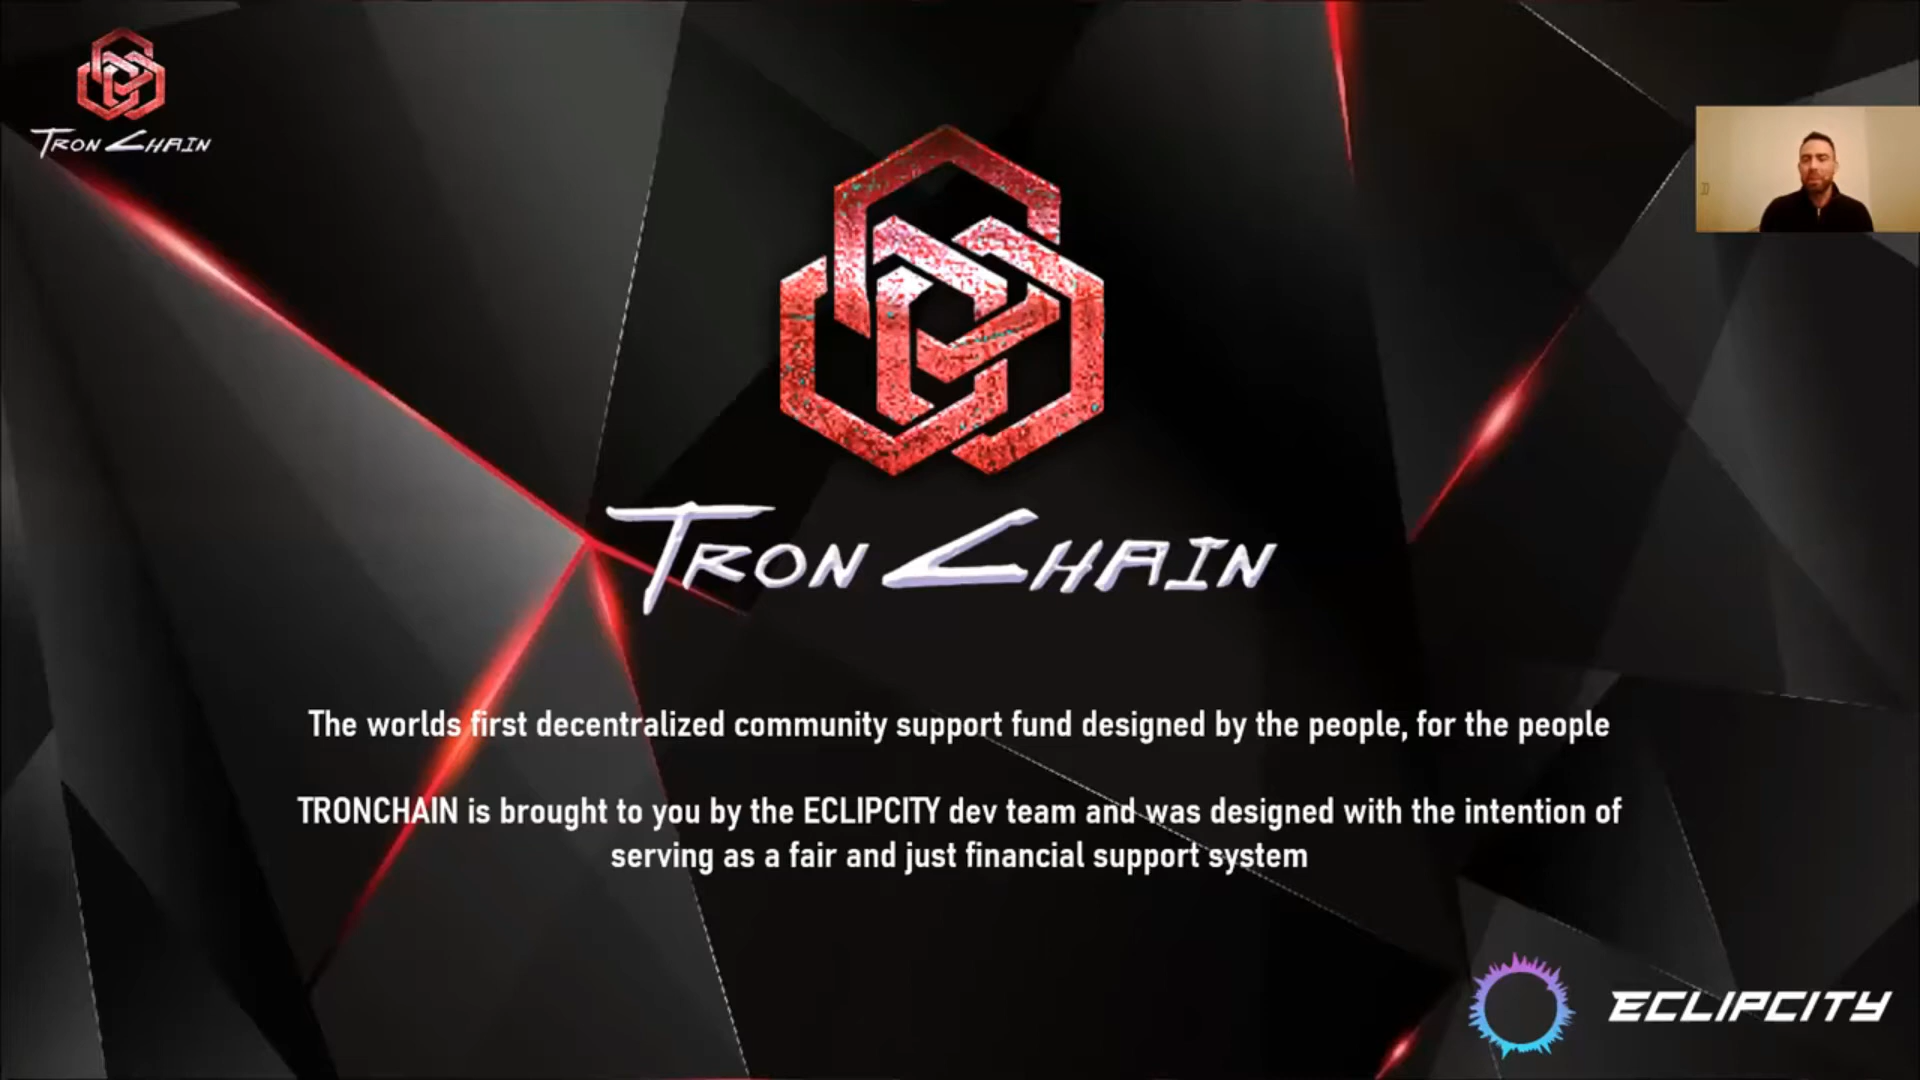 TRON CHAIN
TRON CHAIN
The worlds first decentralized community support fund designed by the people, for the people
TRONCHAIN is brought to you by the ECLIPCITY dev team and was designed with the intention of
serving as a fair and just financial support system
ECLIPCITY